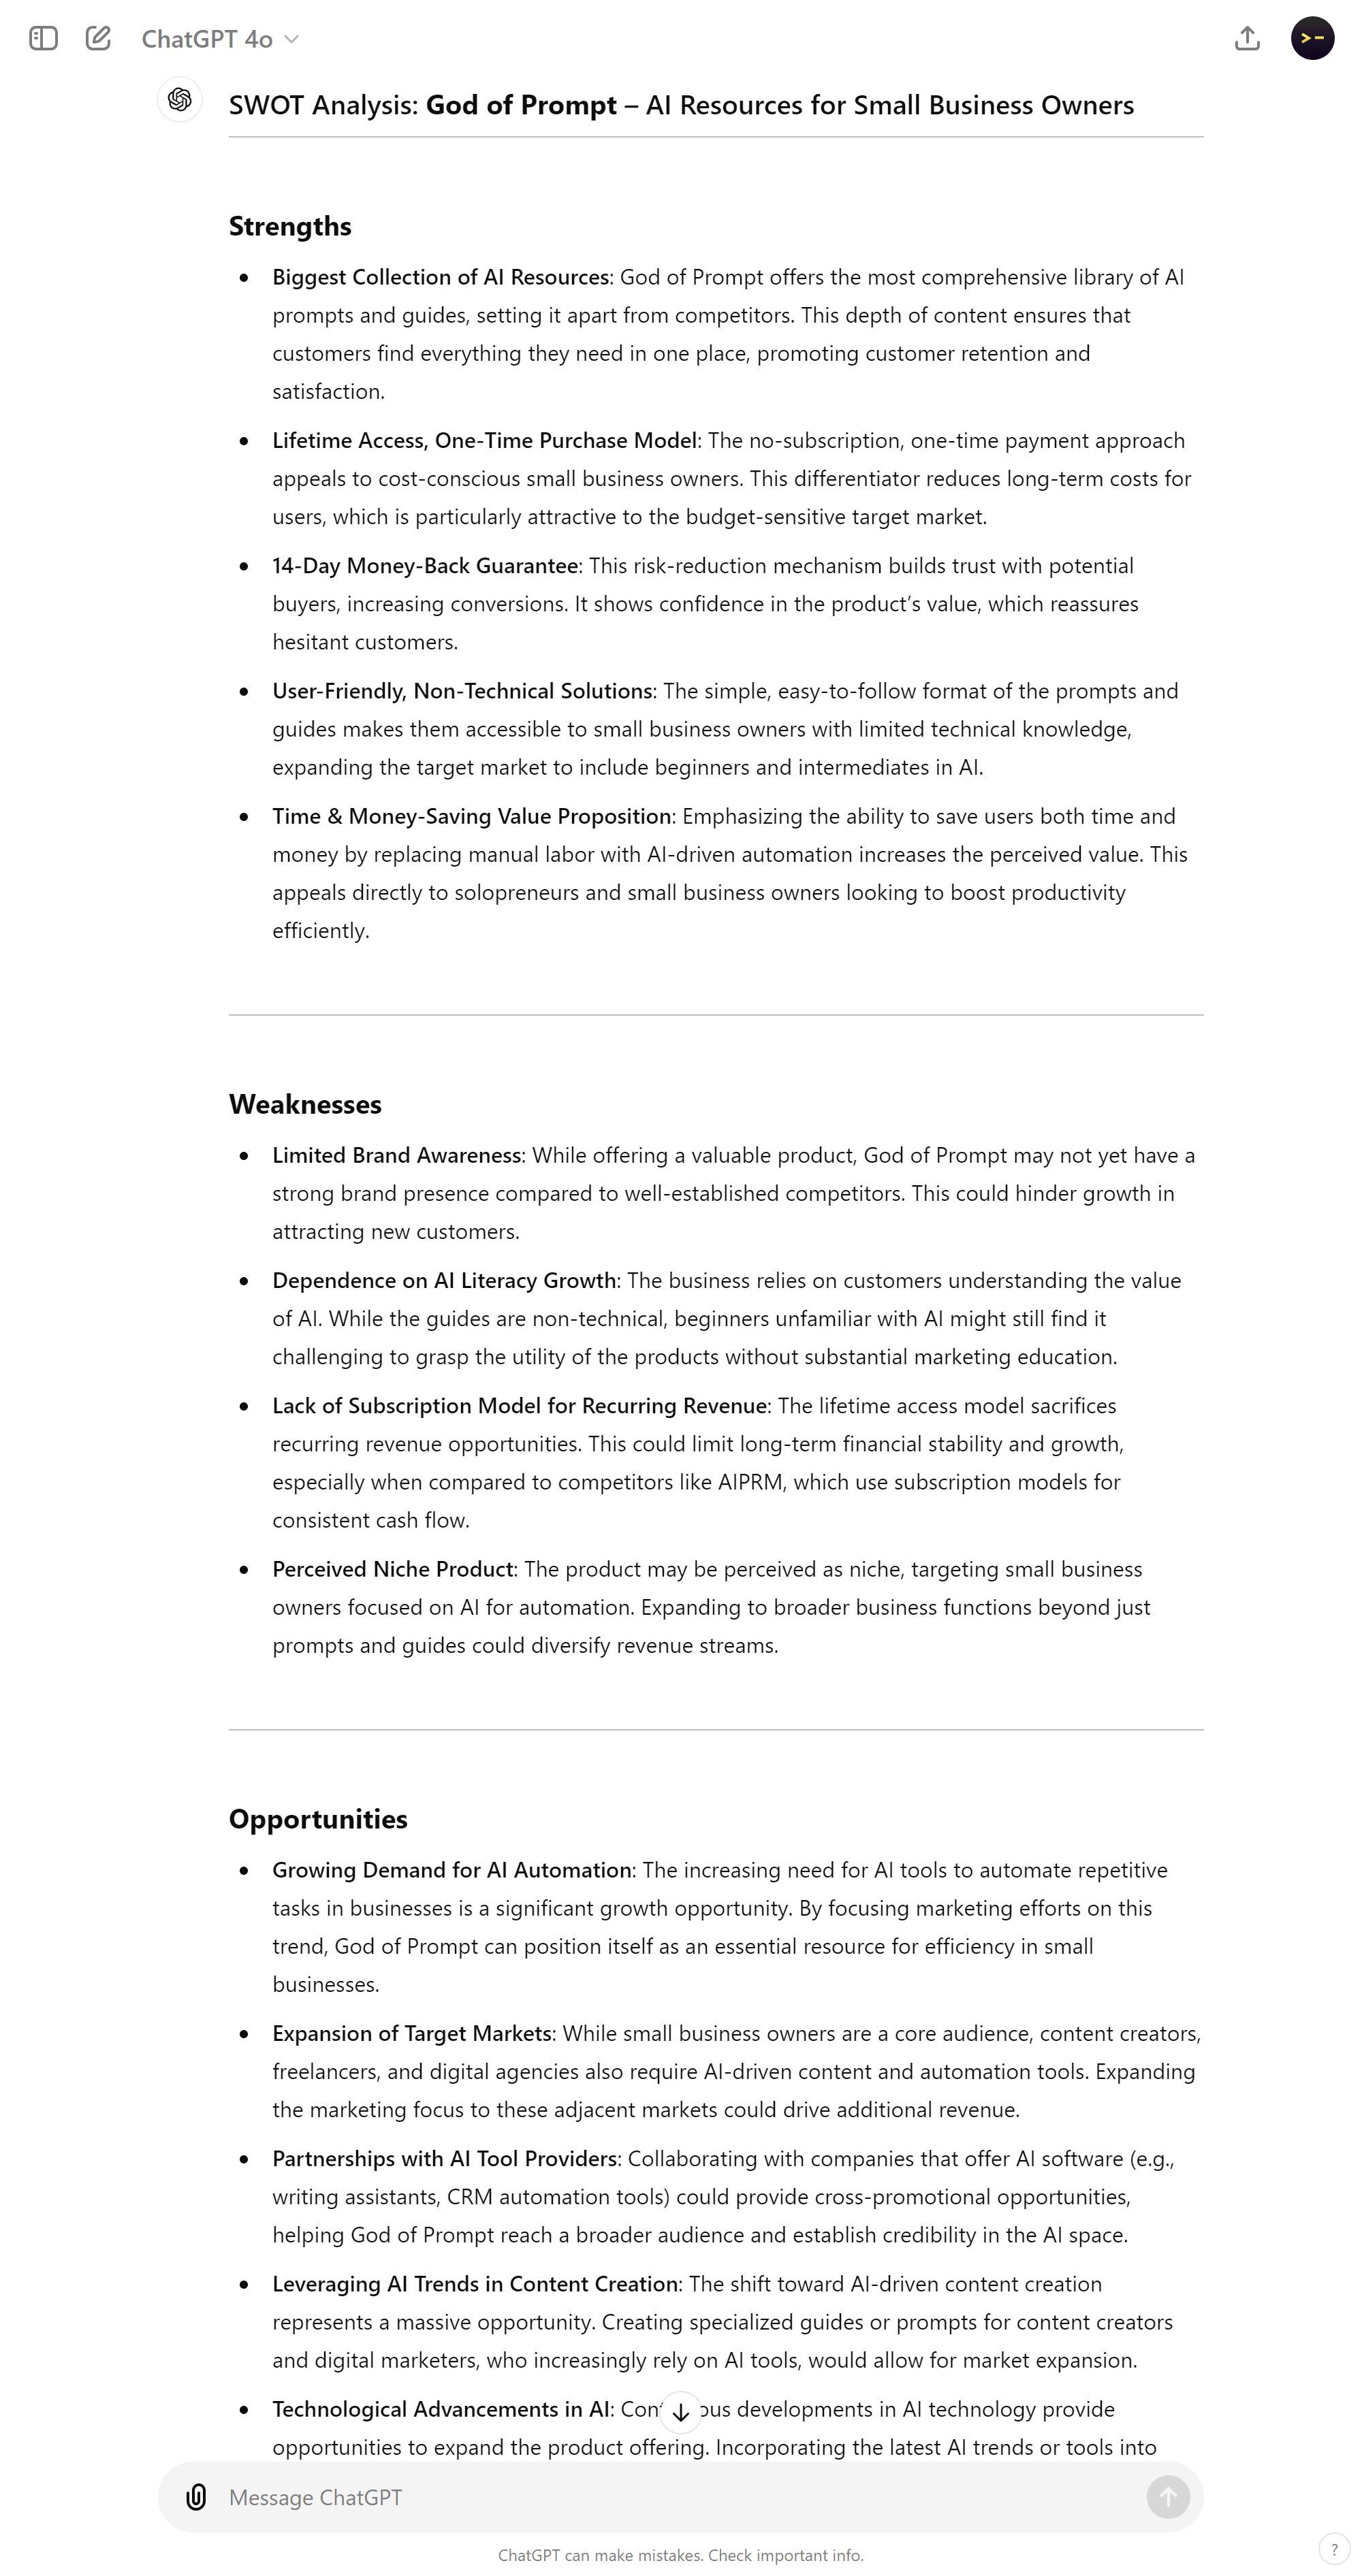 ChatGPT 4o
SWOT Analysis: God of Prompt – AI Resources for Small Business Owners
Strengths
Biggest Collection of AI Resources: God of Prompt offers the most comprehensive library of AI
prompts and guides, setting it apart from competitors. This depth of content ensures that
customers find everything they need in one place, promoting customer retention and
satisfaction.
Lifetime Access, One-Time Purchase Model: The no-subscription, one-time payment approach
appeals to cost-conscious small business owners. This differentiator reduces long-term costs for
users, which is particularly attractive to the budget-sensitive target market.
14-Day Money-Back Guarantee: This risk-reduction mechanism builds trust with potential
buyers, increasing conversions. It shows confidence in the product’s value, which reassures
hesitant customers.
User-Friendly, Non-Technical Solutions: The simple, easy-to-follow format of the prompts and
guides makes them accessible to small business owners with limited technical knowledge,
expanding the target market to include beginners and intermediates in AI.
Time & Money-Saving Value Proposition: Emphasizing the ability to save users both time and
money by replacing manual labor with AI-driven automation increases the perceived value. This
appeals directly to solopreneurs and small business owners looking to boost productivity
efficiently.
Weaknesses
Limited Brand Awareness: While offering a valuable product, God of Prompt may not yet have a
strong brand presence compared to well-established competitors. This could hinder growth in
attracting new customers.
Dependence on AI Literacy Growth: The business relies on customers understanding the value
of AI. While the guides are non-technical, beginners unfamiliar with AI might still find it
challenging to grasp the utility of the products without substantial marketing education.
Lack of Subscription Model for Recurring Revenue: The lifetime access model sacrifices
recurring revenue opportunities. This could limit long-term financial stability and growth,
especially when compared to competitors like AIPRM, which use subscription models for
consistent cash flow.
Perceived Niche Product: The product may be perceived as niche, targeting small business
owners focused on AI for automation. Expanding to broader business functions beyond just
prompts and guides could diversify revenue streams.
Opportunities
Growing Demand for AI Automation: The increasing need for AI tools to automate repetitive
tasks in businesses is a significant growth opportunity. By focusing marketing efforts on this
trend, God of Prompt can position itself as an essential resource for efficiency in small
businesses.
Expansion of Target Markets: While small business owners are a core audience, content creators,
freelancers, and digital agencies also require AI-driven content and automation tools. Expanding
the marketing focus to these adjacent markets could drive additional revenue.
Partnerships with AI Tool Providers: Collaborating with companies that offer AI software (e.g.,
writing assistants, CRM automation tools) could provide cross-promotional opportunities,
helping God of Prompt reach a broader audience and establish credibility in the AI space.
Leveraging AI Trends in Content Creation: The shift toward AI-driven content creation
represents a massive opportunity. Creating specialized guides or prompts for content creators
and digital marketers, who increasingly rely on AI tools, would allow for market expansion.
Technological Advancements in AI: developments in AI technology provide
opportunities to expand the product offering. Incorporating the latest AI trends or tools into
Message ChatGPT
ChatGPT can make mistakes. Check important info.
?